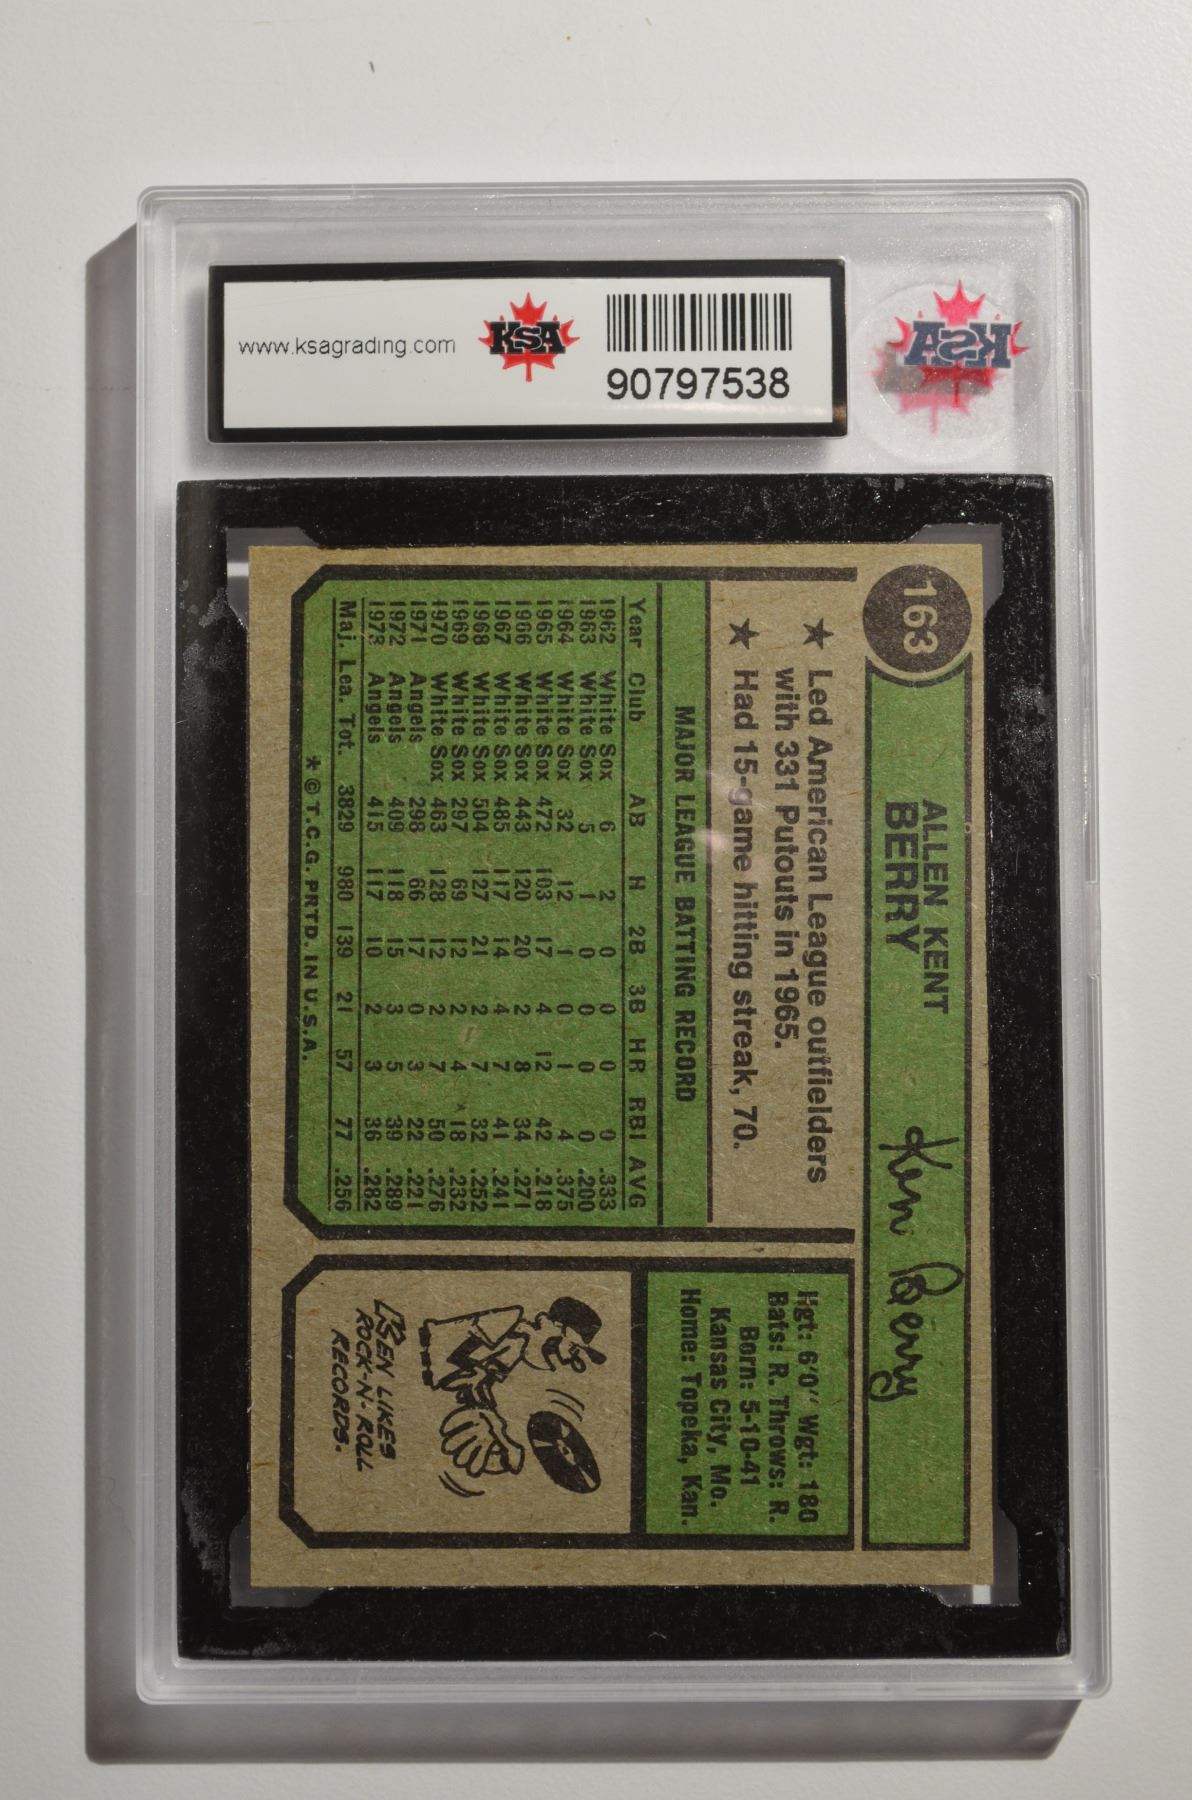 www.ksagrading.com
KSA
90797538
KSA
163
ALLEN KENT
BERRY
Ken Berry
★ Led American League outfielders
with 331 Putouts in 1965.
★ Had 15-game hitting streak, 70.
MAJOR LEAGUE BATTING RECORD
Year Club AB H 2B 3B HR RBI AVG
1962 White Sox 6 2 0 0 0 0 .333
1963 White Sox 5 1 0 0 0 0 .200
1964 White Sox 32 12 1 0 1 4 .375
1965 White Sox 472 103 17 4 12 42 .218
1966 White Sox 443 120 20 2 8 34 .271
1967 White Sox 485 117 14 4 7 41 .241
1968 White Sox 504 127 21 2 7 32 .252
1969 White Sox 297 69 12 2 4 18 .232
1970 White Sox 463 128 12 2 7 50 .276
1971 Angels 298 66 17 0 3 22 .221
1972 Angels 409 118 15 3 5 39 .289
1973 Angels 415 117 10 2 3 36 .282
Maj. Lea. Tot. 3829 980 139 21 57 77 .256
*©T.C.G. PRTD. IN U.S.A.
Hgt: 6'0" Wgt: 180
Bats: R. Throws: R.
Born: 5-10-41
Kansas City, Mo.
Home: Topeka, Kan.
KEN LIKES
ROCK-N-ROLL
RECORDS.